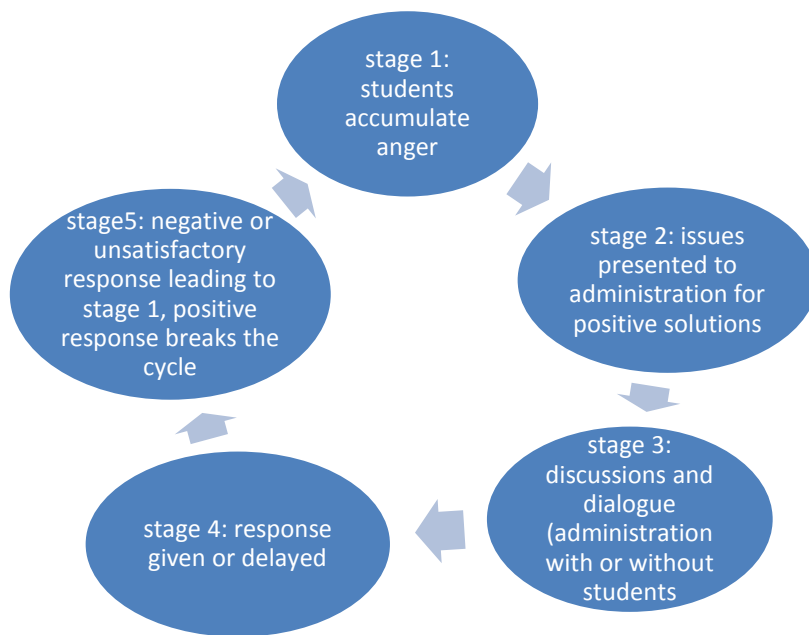 stage 1:
students
accumulate
anger
stage 2: issues
presented to
administration for
positive solutions
stage 3:
discussions and
dialogue
(administration
with or without
students
stage 4: response
given or delayed
stage5: negative or
unsatisfactory
response leading to
stage 1, positive
response breaks the
cycle